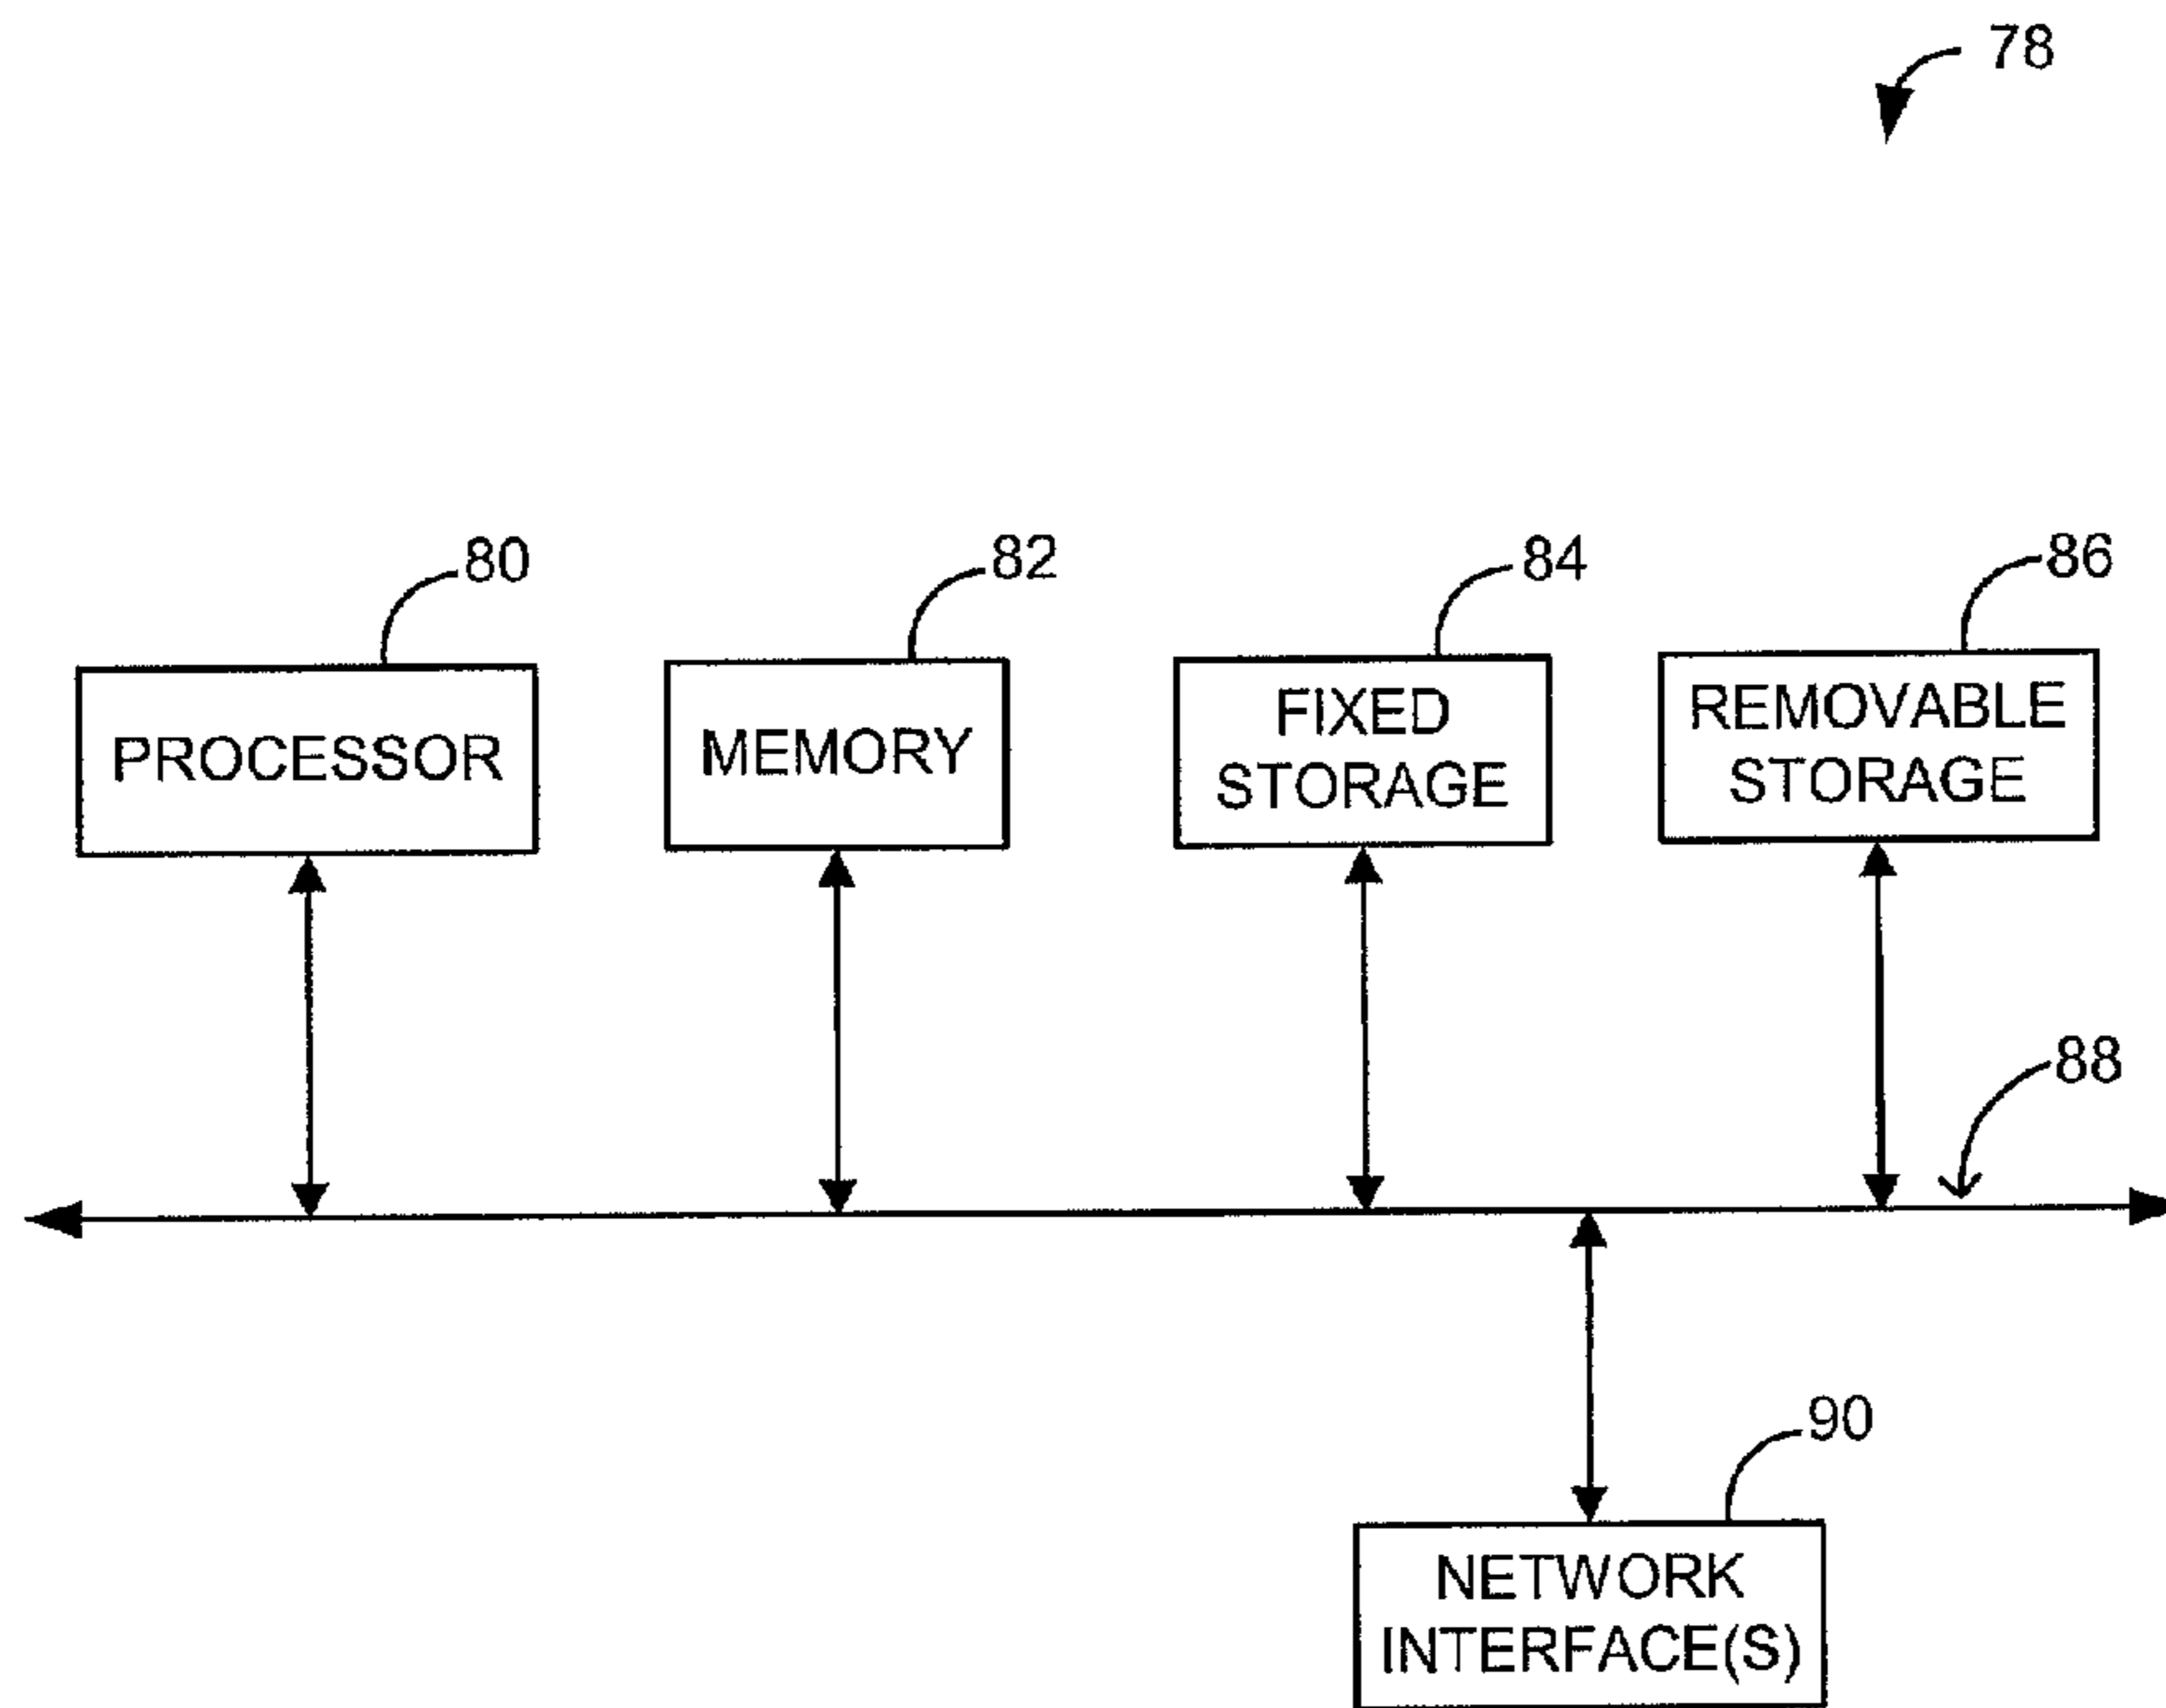 78
80
82
84
86
PROCESSOR
MEMORY
FIXED
STORAGE
REMOVABLE
STORAGE
88
90
NETWORK
INTERFACE(S)